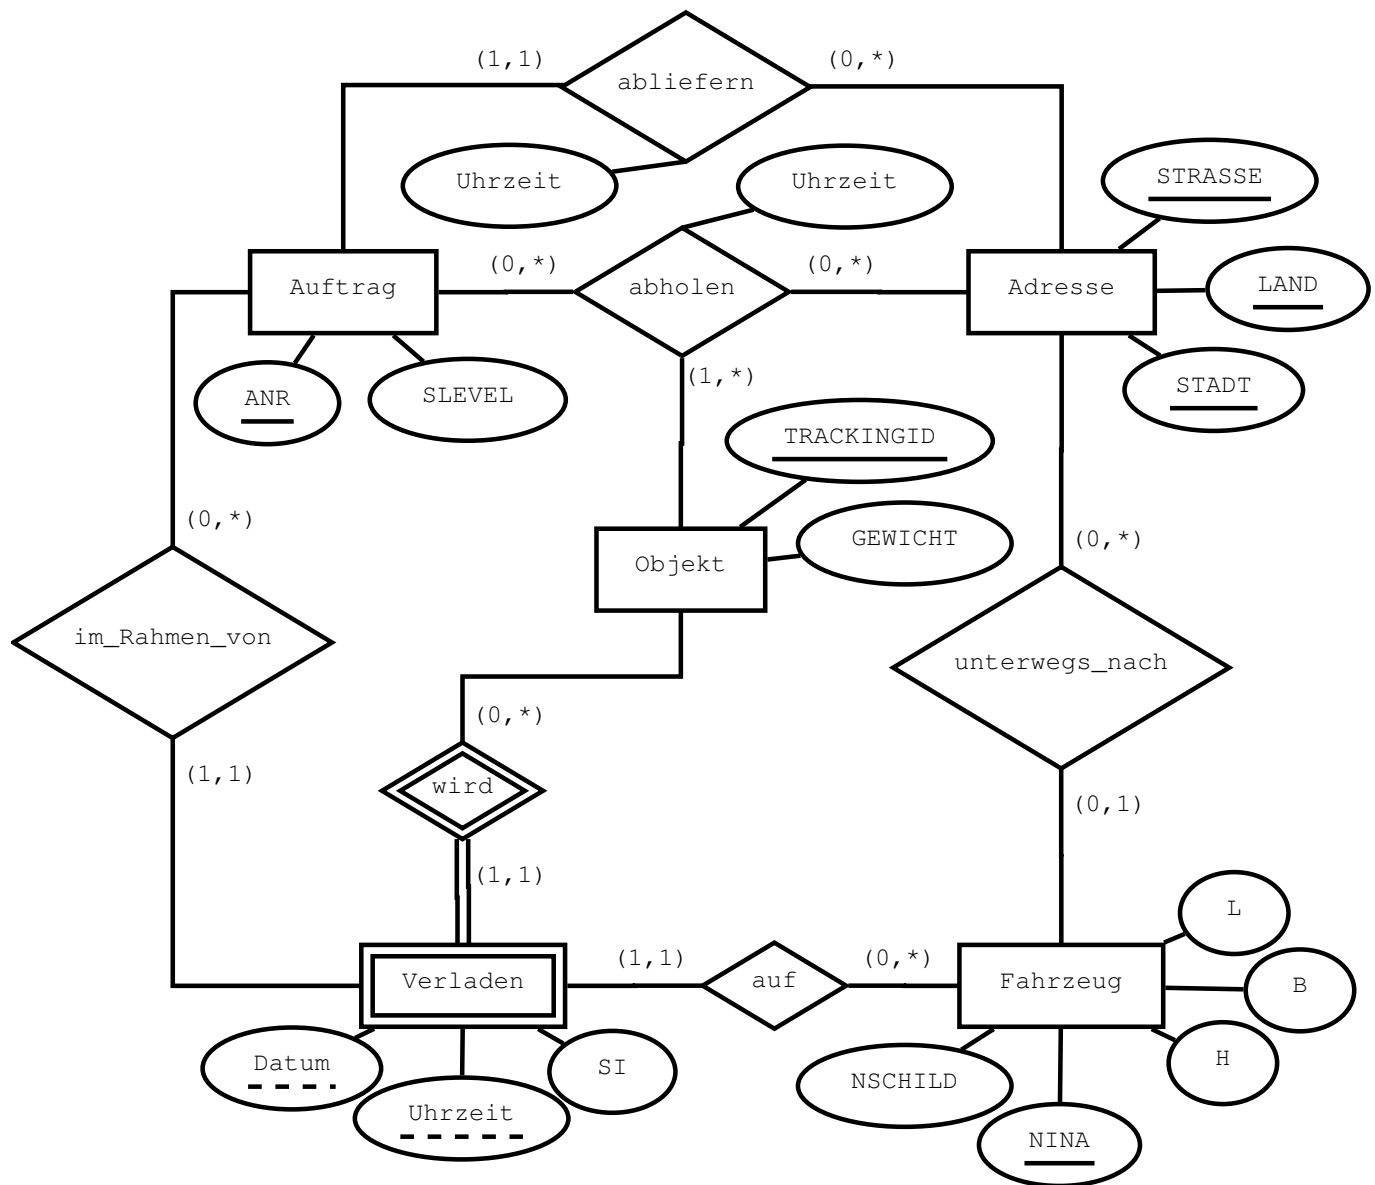 (1,1)
(0,*)
abliefern
Uhrzeit
Uhrzeit
STRASSE
(0,*)
(0,*)
Auftrag
abholen
Adresse
LAND
(1,*)
ANR
SLEVEL
STADT
TRACKINGID
(0,*)
GEWICHT
(0,*)
Objekt
im_Rahmen_von
unterwegs_nach
(0,*)
(1,1)
wird
(0,1)
(1,1)
L
(1,1)
(0,*)
Verladen
auf
Fahrzeug
B
Datum
SI
NSCHILD
H
Uhrzeit
NINA